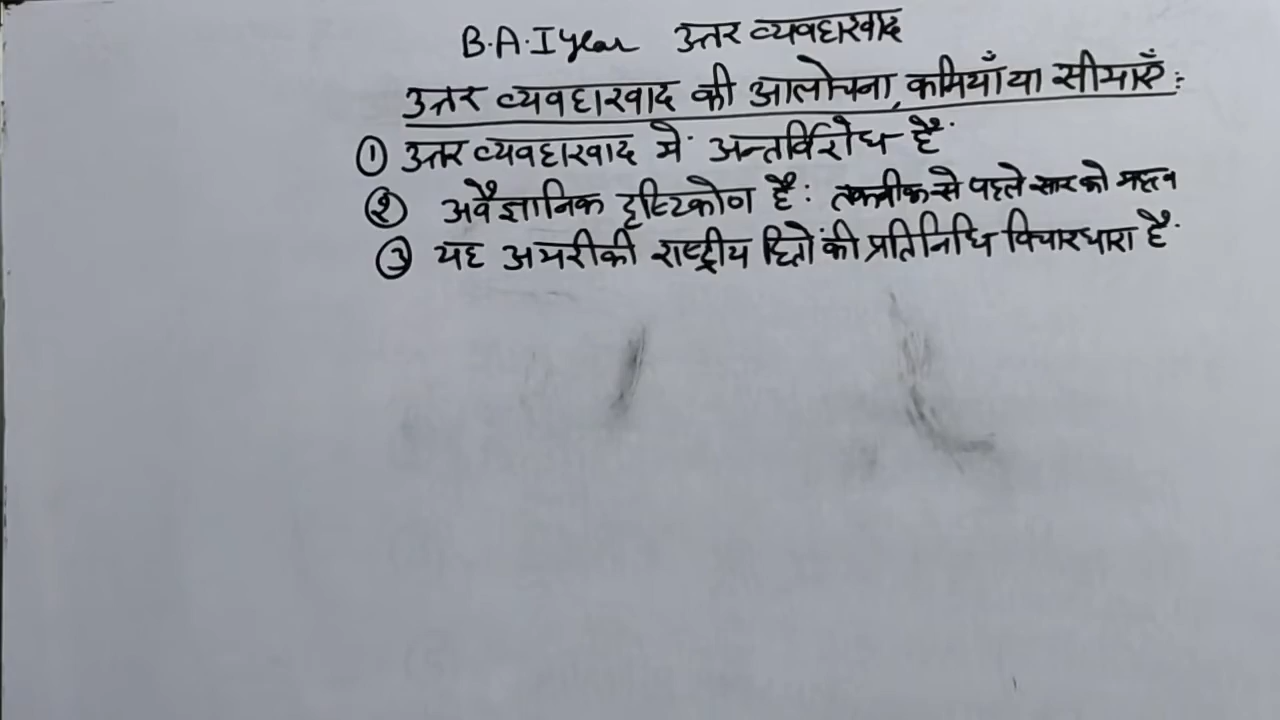 B.A.I year उत्तर व्यवहारवाद
उत्तर व्यवहारवाद की आलोचना, कमियाँ या सीमाएँ :
① उत्तर व्यवहारवाद में अन्तर्विरोध है.
② अवैज्ञानिक दृष्टिकोण है: तकनीक से पहले सार को महत्व
③ यह अमरीकी राष्ट्रीय हितों की प्रतिनिधि विचारधारा है.